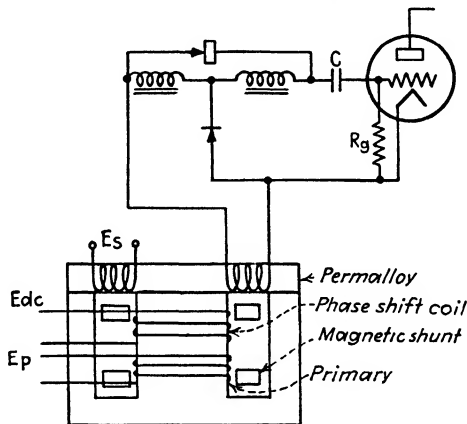 C
Rg
Es
Permalloy
Edc
Phase shift coil
Magnetic shunt
Ep
Primary